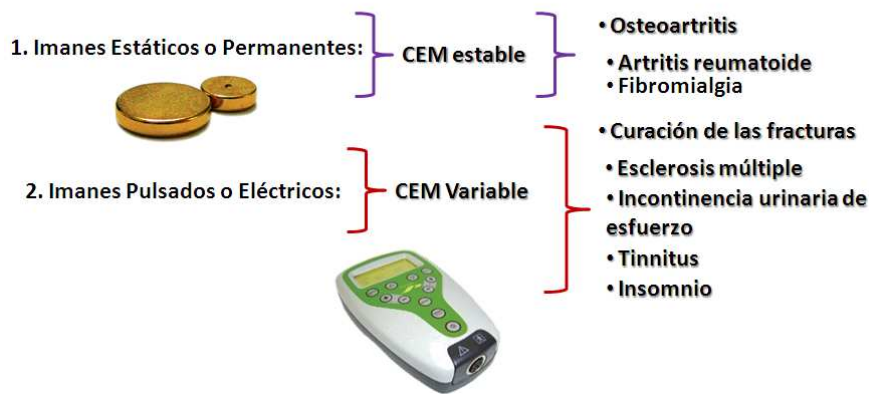 1. Imanes Estáticos o Permanentes:
CEM estable
• Osteoartritis
• Artritis reumatoide
• Fibromialgia
2. Imanes Pulsados o Eléctricos:
CEM Variable
• Curación de las fracturas
• Esclerosis múltiple
• Incontinencia urinaria de
esfuerzo
• Tinnitus
• Insomnio